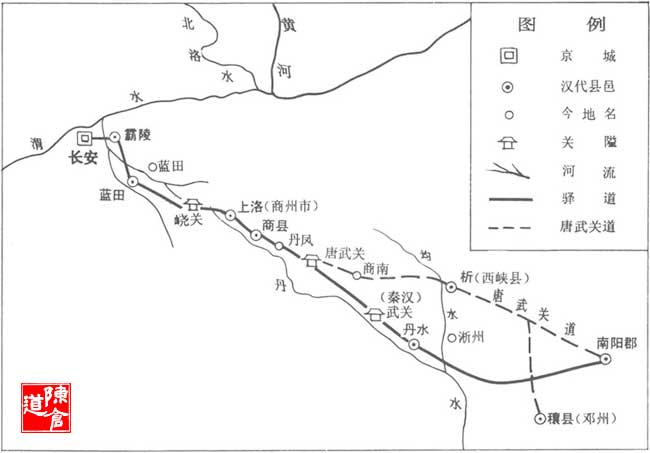 图 例
京城
汉代县邑
今地名
关隘
河流
驿道
唐武关道
北洛水
黄河
渭水
霸陵
长安
蓝田
蓝田
峣关
上洛(商州市)
商县
丹凤
唐武关
商南
均水
析(西峡县)
唐武关道
(秦汉)
武关
丹水
淅州
丹水
南阳郡
穰县(邓州)
陳倉道